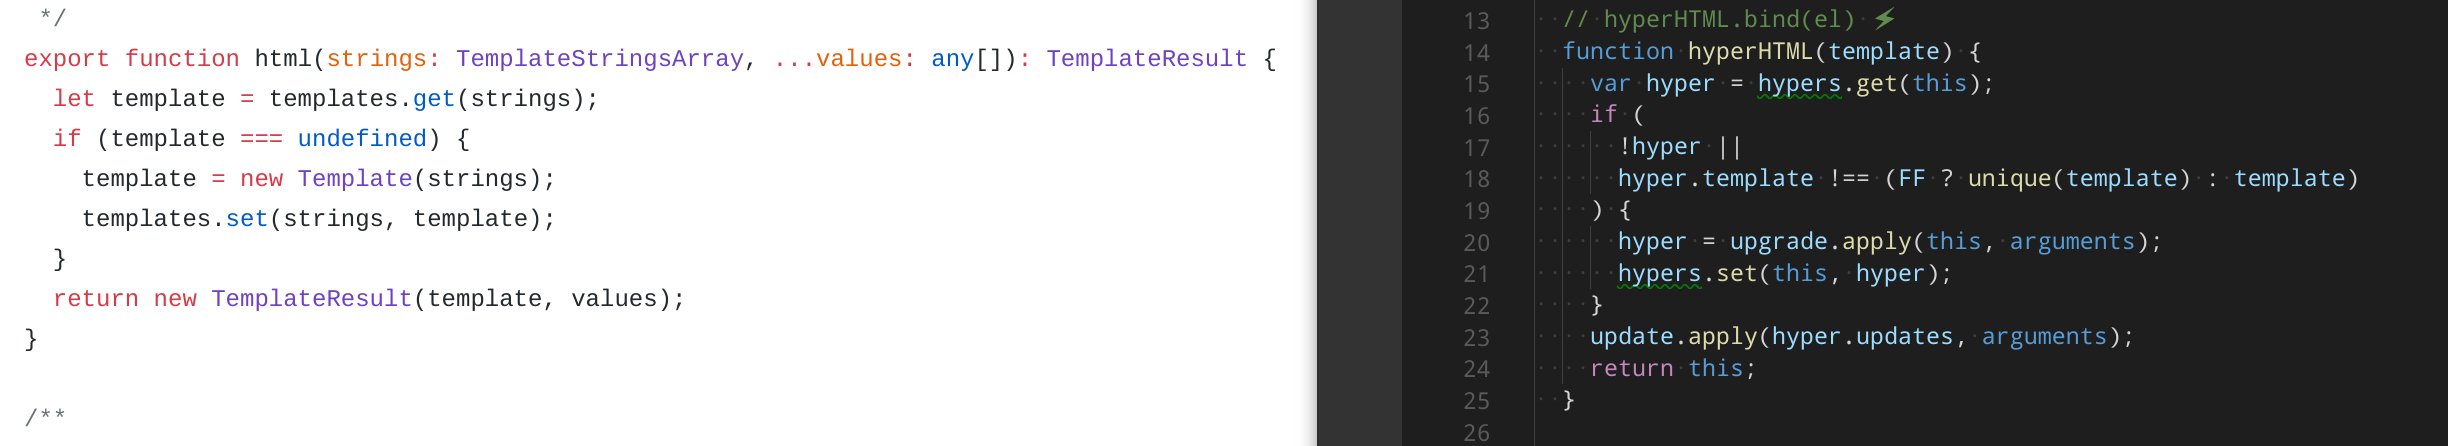 */
export function html(strings: TemplateStringsArray, ...values: any[]): TemplateResult {
  let template = templates.get(strings);
  if (template === undefined) {
    template = new Template(strings);
    templates.set(strings, template);
  }
  return new TemplateResult(template, values);
}

/**
13 // hyperHTML.bind(el) ⚡
14 function hyperHTML(template) {
15   var hyper = hypers.get(this);
16   if (
17     !hyper ||
18     hyper.template !== (FF ? unique(template) : template)
19   ) {
20     hyper = upgrade.apply(this, arguments);
21     hypers.set(this, hyper);
22   }
23   update.apply(hyper.updates, arguments);
24   return this;
25 }
26